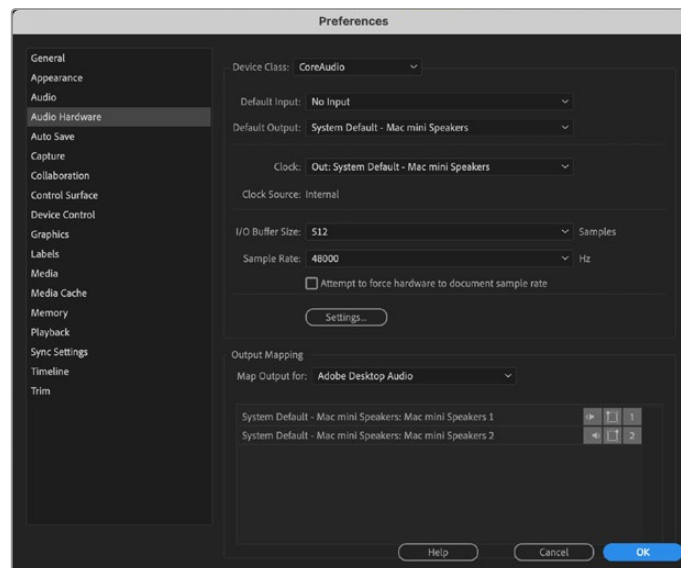 Preferences
General
Appearance
Audio
Audio Hardware
Auto Save
Capture
Collaboration
Control Surface
Device Control
Graphics
Labels
Media
Media Cache
Memory
Playback
Sync Settings
Timeline
Trim
Device Class: CoreAudio
Default Input: No Input
Default Output: System Default - Mac mini Speakers
Clock: Out: System Default - Mac mini Speakers
Clock Source: Internal
I/O Buffer Size: 512 Samples
Sample Rate: 48000 Hz
Attempt to force hardware to document sample rate
Settings...
Output Mapping
Map Output for: Adobe Desktop Audio
System Default - Mac mini Speakers: Mac mini Speakers 1 1
System Default - Mac mini Speakers: Mac mini Speakers 2 2
Help Cancel OK